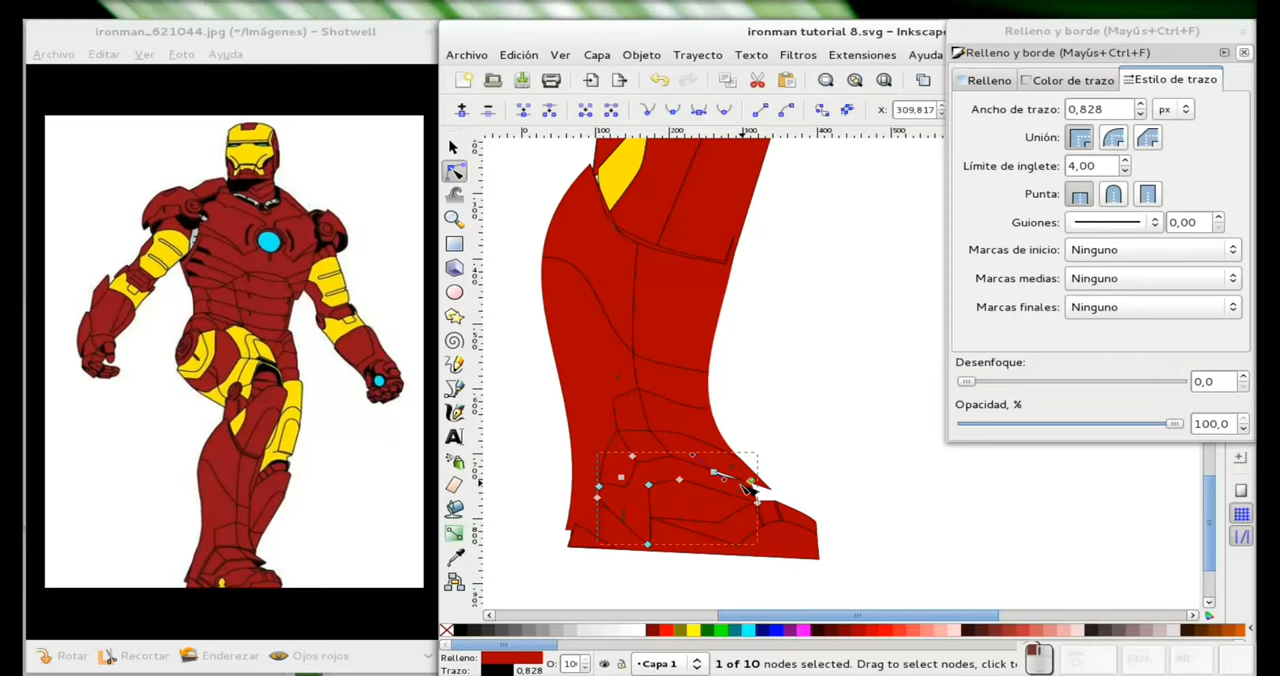 ironman_621044.jpg (~/Imágenes) - Shotwell
Archivo Editar Ver Foto Ayuda
Rotar Recortar Enderezar Ojos rojos
ironman tutorial 8.svg - Inkscape
Archivo Edición Ver Capa Objeto Trayecto Texto Filtros Extensiones Ayuda
X: 309,817
0 100 200 300 400 500
Relleno: 
Trazo: 0,828
O: 10
•Capa 1
1 of 10 nodes selected. Drag to select nodes, click to
Relleno y borde (Mayús+Ctrl+F)
Relleno y borde (Mayús+Ctrl+F)
Relleno Color de trazo Estilo de trazo
Ancho de trazo: 0,828 px
Unión:
Límite de inglete: 4,00
Punta:
Guiones: 0,00
Marcas de inicio: Ninguno
Marcas medias: Ninguno
Marcas finales: Ninguno
Desenfoque:
0,0
Opacidad, %
100,0
Ctrl Alt